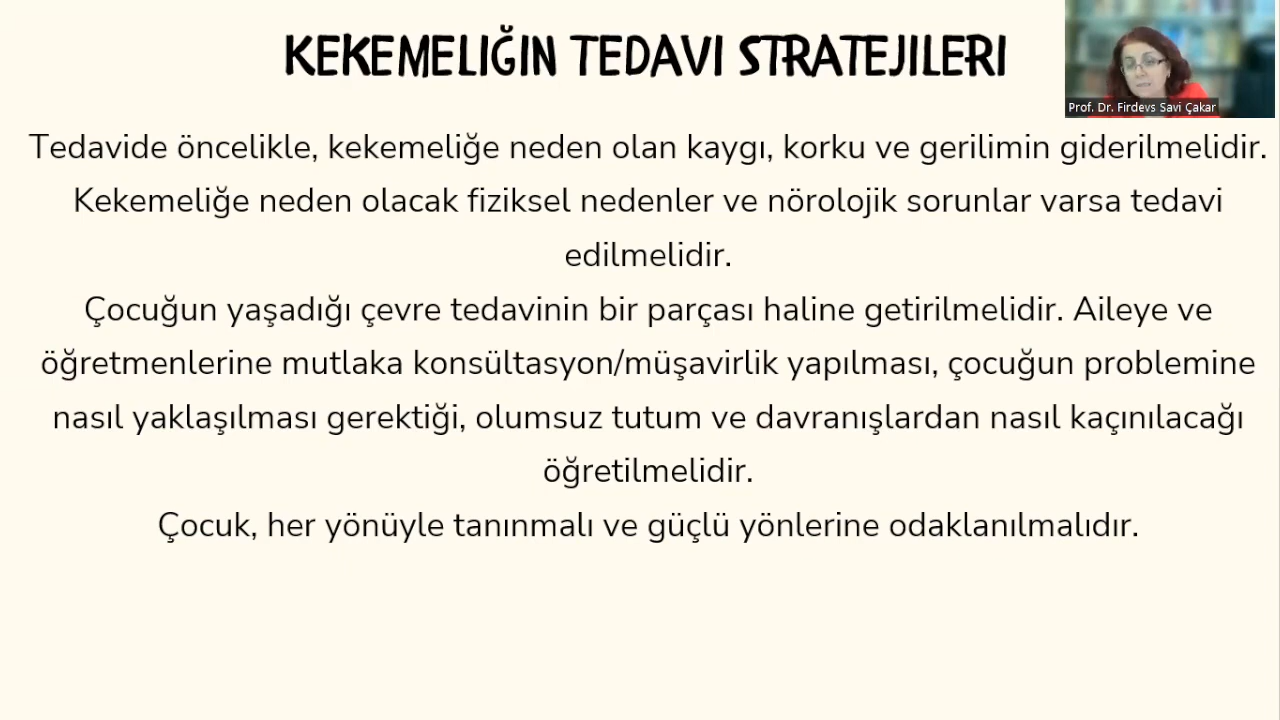 KEKEMELIĞIN TEDAVI STRATEJILERI
Prof. Dr. Firdevs Savi Çakar
Tedavide öncelikle, kekemeliğe neden olan kaygı, korku ve gerilimin giderilmelidir.
Kekemeliğe neden olacak fiziksel nedenler ve nörolojik sorunlar varsa tedavi
edilmelidir.
Çocuğun yaşadığı çevre tedavinin bir parçası haline getirilmelidir. Aileye ve
öğretmenlerine mutlaka konsültasyon/müşavirlik yapılması, çocuğun problemine
nasıl yaklaşılması gerektiği, olumsuz tutum ve davranışlardan nasıl kaçınılacağı
öğretilmelidir.
Çocuk, her yönüyle tanınmalı ve güçlü yönlerine odaklanılmalıdır.